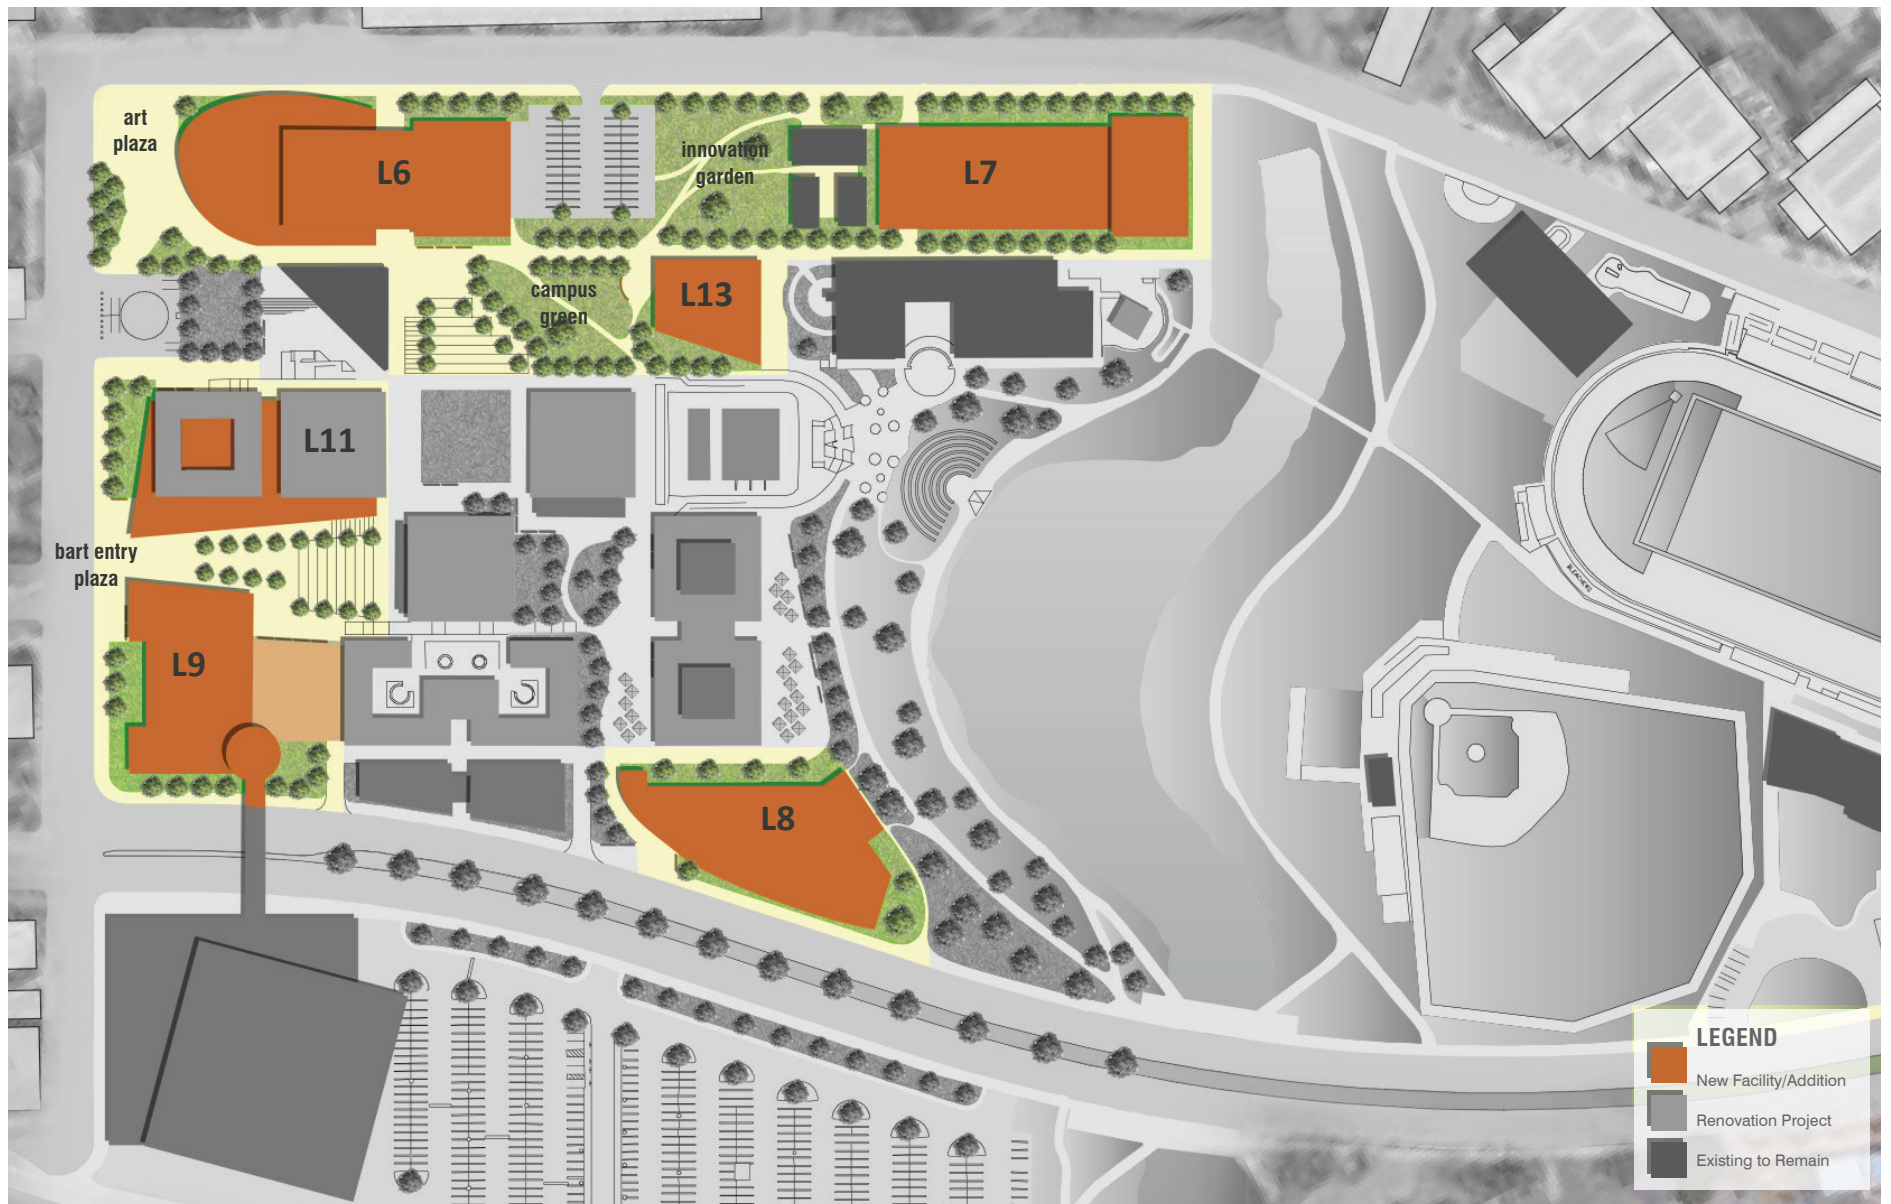 art
plaza
L6
innovation
garden
L7
campus
green
L13
L11
bart entry
plaza
L9
L8
BLEACHERS
LEGEND
New Facility/Addition
Renovation Project
Existing to Remain